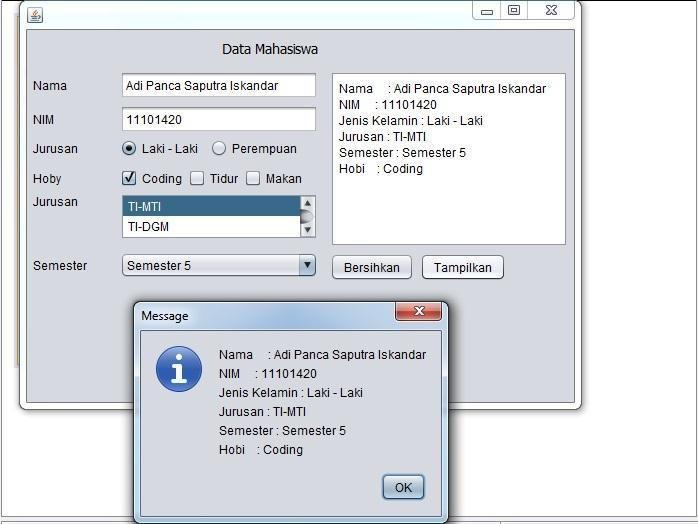 Data Mahasiswa
Nama Adi Panca Saputra Iskandar
NIM 11101420
Jurusan Laki - Laki Perempuan
Hoby Coding Tidur Makan
Jurusan TI-MTI
TI-DGM
Semester Semester 5
Nama : Adi Panca Saputra Iskandar
NIM : 11101420
Jenis Kelamin : Laki - Laki
Jurusan : TI-MTI
Semester : Semester 5
Hobi : Coding
Bersihkan Tampilkan
Message
Nama : Adi Panca Saputra Iskandar
NIM : 11101420
Jenis Kelamin : Laki - Laki
Jurusan : TI-MTI
Semester : Semester 5
Hobi : Coding
OK